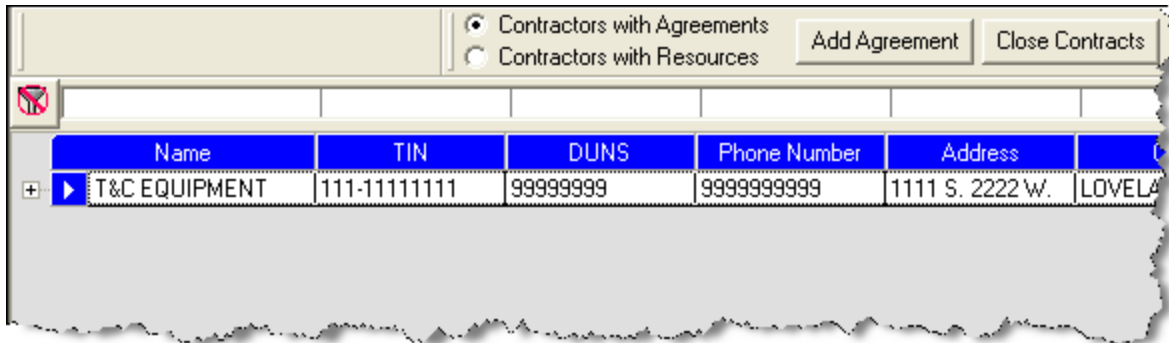 Contractors with Agreements
Contractors with Resources
Add Agreement
Close Contracts
Name TIN DUNS Phone Number Address
T&C EQUIPMENT 111-11111111 99999999 9999999999 1111 S. 2222 W.